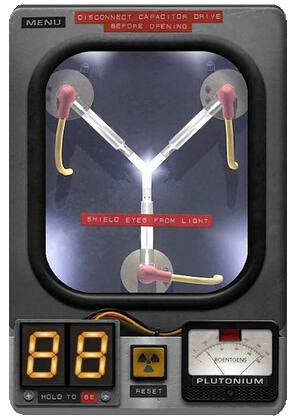 MENU
DISCONNECT CAPACITOR DRIVE
BEFORE OPENING
SHIELD EYES FROM LIGHT
88
HOLD TO 88
RESET
ROENTGENS
PLUTONIUM